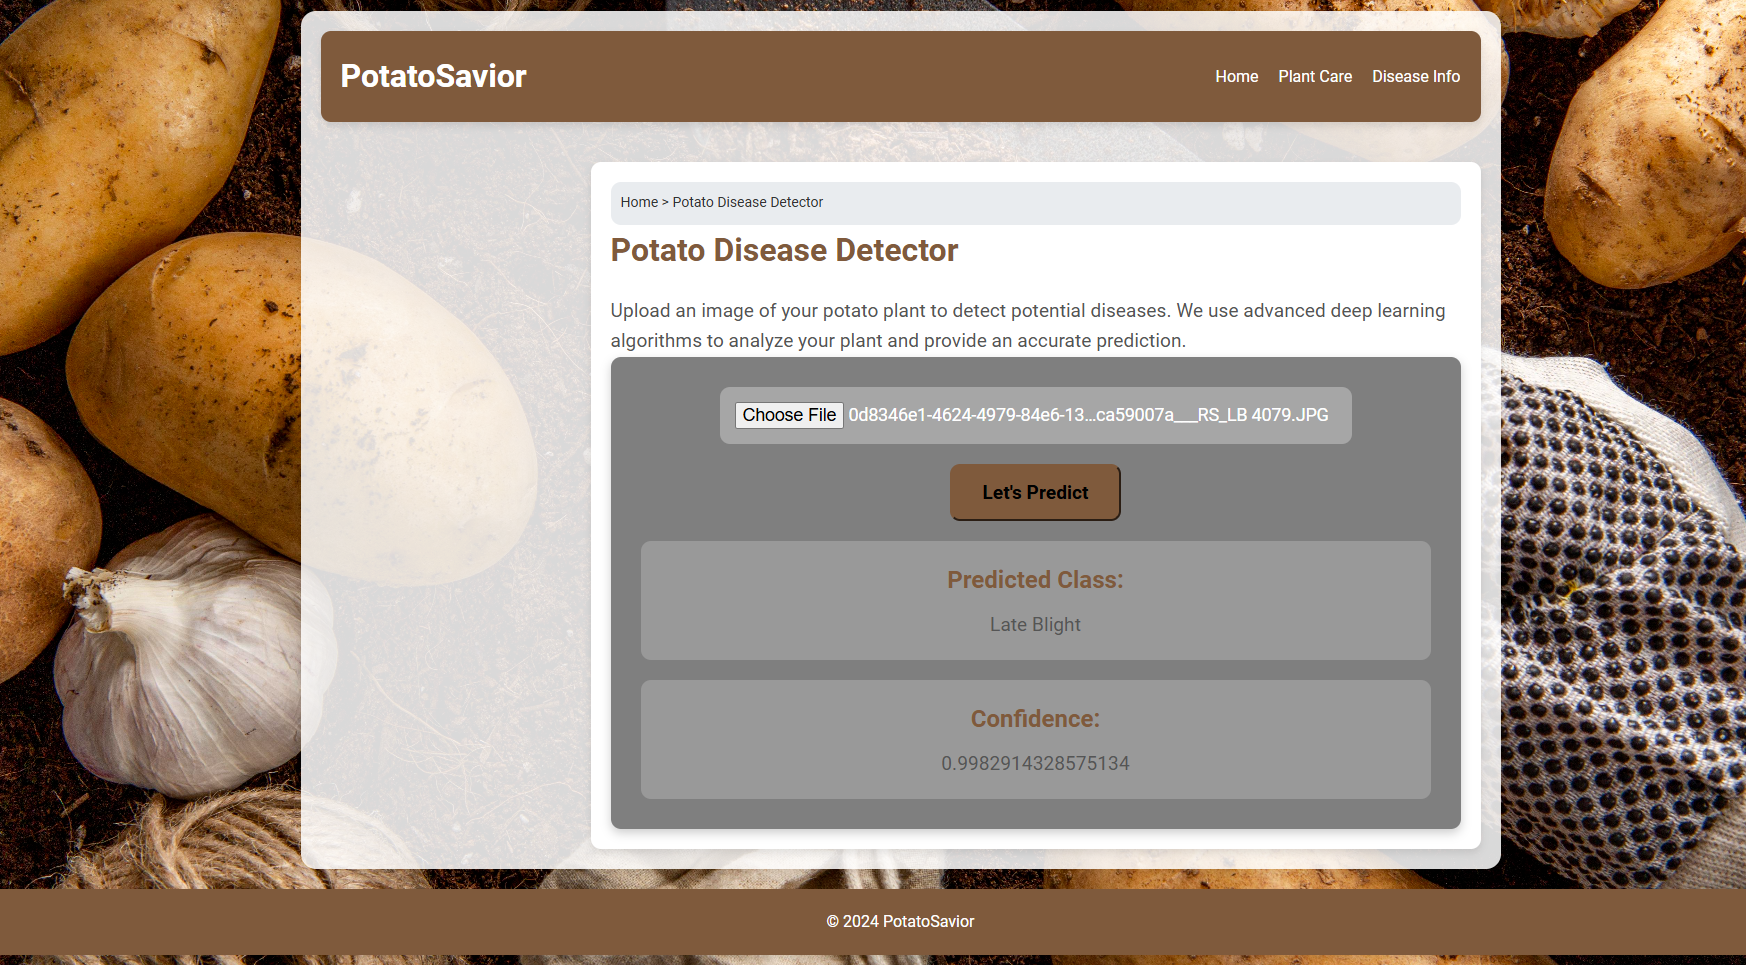 PotatoSavior
Home Plant Care Disease Info
Home > Potato Disease Detector
Potato Disease Detector
Upload an image of your potato plant to detect potential diseases. We use advanced deep learning
algorithms to analyze your plant and provide an accurate prediction.
Choose File 0d8346e1-4624-4979-84e6-13...ca59007a___RS_LB 4079.JPG
Let's Predict
Predicted Class:
Late Blight
Confidence:
0.9982914328575134
© 2024 PotatoSavior